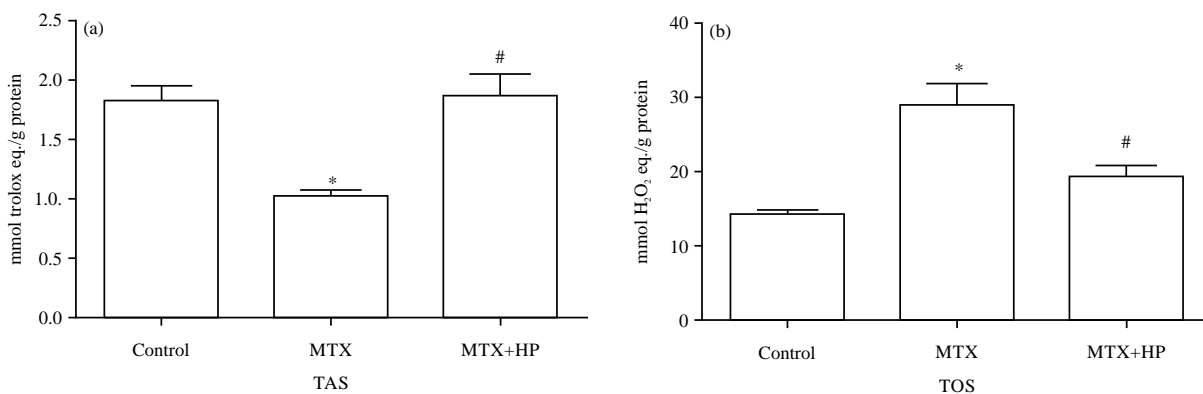 (a)
mmol trolox eq./g protein
2.5
2.0
1.5
1.0.
0.5
0.0
*
#
Control MTX MTX+HP
TAS
(b)
mmol H₂O₂ eq./g protein
40
30
20
10
0
*
#
Control MTX MTX+HP
TOS